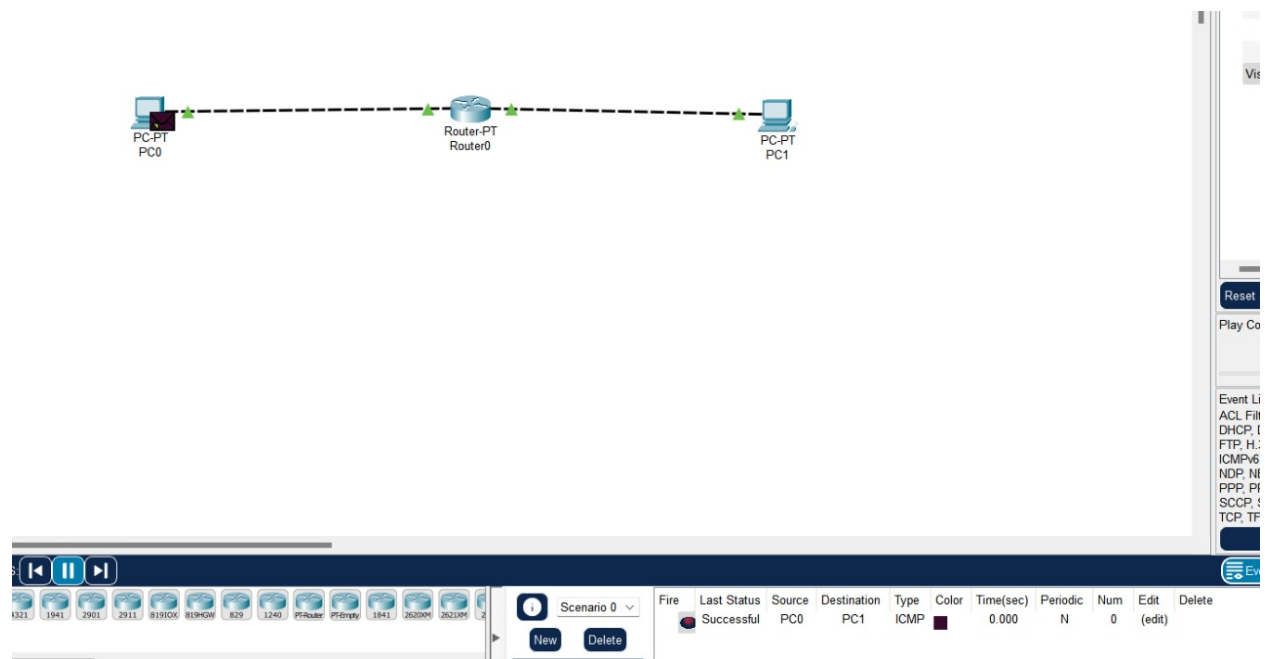 PC-PT
PC0
Router-PT
Router0
PC-PT
PC1
Reset
Play Co
Event Li
ACL Filt
DHCP,
FTP, H.
ICMPv6
NDP,
PPP,
SCCP,
TCP, TF
1941
2901
2911
819IOX
819HGW
829
1240
PT-Router
PT-Empty
1841
2620XM
2621XM
Scenario 0
New
Delete
Fire Last Status Source Destination Type Color Time(sec) Periodic Num Edit Delete
Successful PC0 PC1 ICMP 0.000 N 0 (edit)